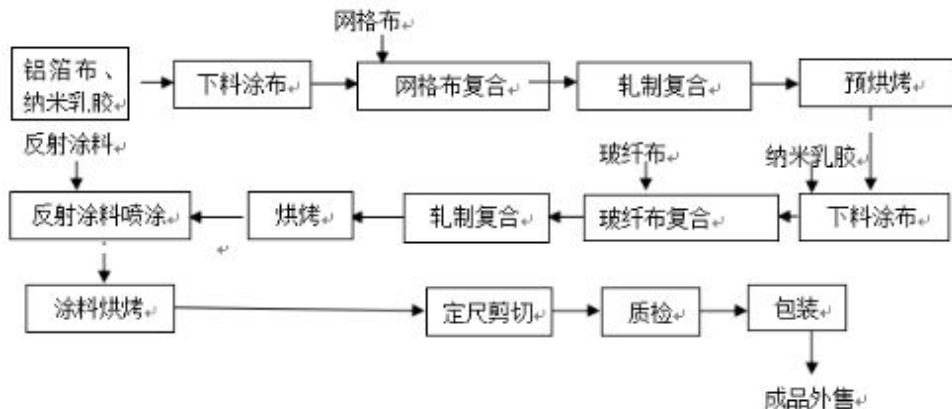 网格布
铝箔布、
纳米乳胶
下料涂布
网格布复合
轧制复合
预烘烤
反射涂料
玻纤布
纳米乳胶
反射涂料喷涂
烘烤
轧制复合
玻纤布复合
下料涂布
涂料烘烤
定尺剪切
质检
包装
成品外售